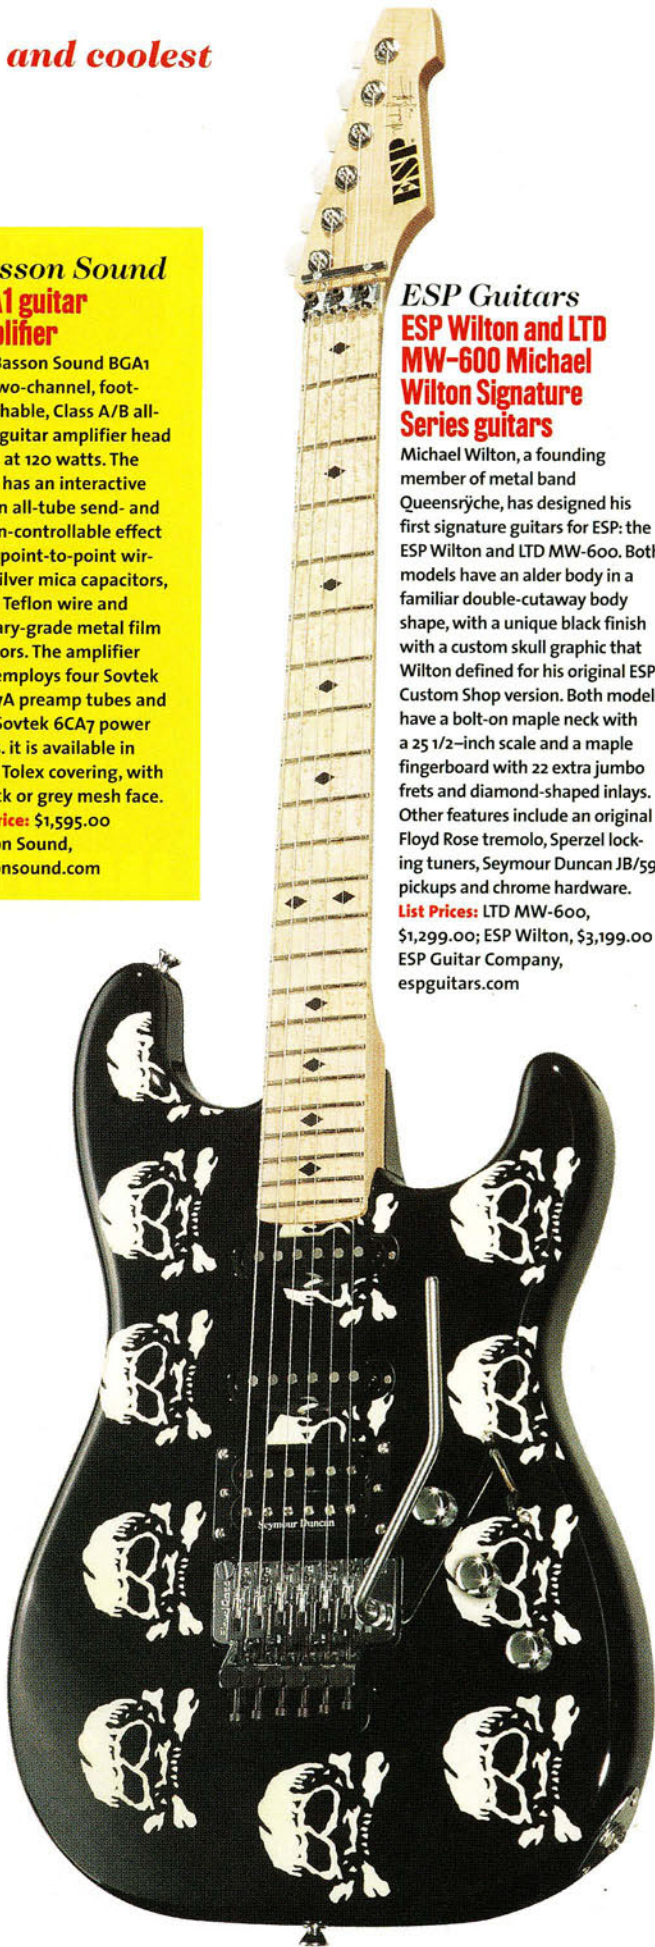 and coolest
sson Sound
1 guitar
lifier
Basson Sound BGA1
wo-channel, foot-
hable, Class A/B all-
guitar amplifier head
at 120 watts. The
has an interactive
n all-tube send- and
n-controllable effect
point-to-point wir-
ilver mica capacitors,
Teflon wire and
ary-grade metal film
ors. The amplifier
employs four Sovtek
7A preamp tubes and
Sovtek 6CA7 power
. it is available in
Tolex covering, with
ck or grey mesh face.
rice: $1,595.00
on Sound,
nsound.com
ESP
ESP Guitars
ESP Wilton and LTD
MW-600 Michael
Wilton Signature
Series guitars
Michael Wilton, a founding
member of metal band
Queensrÿche, has designed his
first signature guitars for ESP: the
ESP Wilton and LTD MW-600. Both
models have an alder body in a
familiar double-cutaway body
shape, with a unique black finish
with a custom skull graphic that
Wilton defined for his original ESP
Custom Shop version. Both model
have a bolt-on maple neck with
a 25 1/2–inch scale and a maple
fingerboard with 22 extra jumbo
frets and diamond-shaped inlays.
Other features include an original
Floyd Rose tremolo, Sperzel lock-
ing tuners, Seymour Duncan JB/59
pickups and chrome hardware.
List Prices: LTD MW-600,
$1,299.00; ESP Wilton, $3,199.00
ESP Guitar Company,
espguitars.com
Seymour Duncan
Floyd Rose